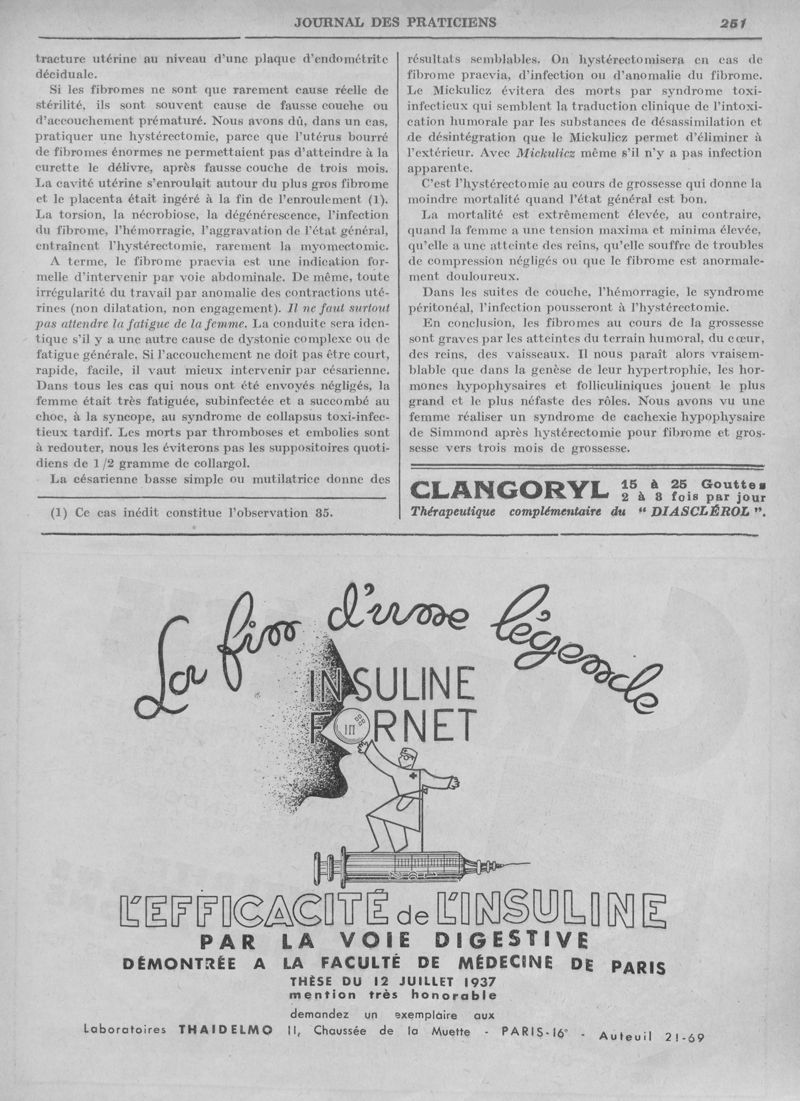 JOURNAL DES PRATICIENS
251
tracture utérine au niveau d'une plaque d'endométrite
déciduale.
Si les fibromes ne sont que rarement cause réelle de
stérilité, ils sont souvent cause de fausse couche ou
d'accouchement prématuré. Nous avons dû, dans un cas,
pratiquer une hystérectomie, parce que l'utérus bourré
de fibromes énormes ne permettaient pas d'atteindre à la
curette le délivre, après fausse couche de trois mois.
La cavité utérine s'enroulait autour du plus gros fibrome
et le placenta était ingéré à la fin de l'enroulement (1).
La torsion, la nécrobiose, la dégénérescence, l'infection
du fibrome, l'hémorragie, l'aggravation de l'état général,
entraînent l'hystérectomie, rarement la myomectomie.
A terme, le fibrome praevia est une indication for-
melle d'intervenir par voie abdominale. De même, toute
irrégularité du travail par anomalie des contractions uté-
rines (non dilatation, non engagement). Il ne faut surtout
pas attendre la fatigue de la femme. La conduite sera iden-
tique s'il y a une autre cause de dystonie complexe ou de
fatigue générale. Si l'accouchement ne doit pas être court,
rapide, facile, il vaut mieux intervenir par césarienne.
Dans tous les cas qui nous ont été envoyés négligés, la
femme était très fatiguée, subinfectée et a succombé au
choc, à la syncope, au syndrome de collapsus toxi-infec-
tieux tardif. Les morts par thromboses et embolies sont
à redouter, nous les éviterons pas les suppositoires quoti-
diens de 1/2 gramme de collargol.
La césarienne basse simple ou mutilatrice donne des
(1) Ce cas inédit constitue l'observation 35.
résultats semblables. On hystérectomisera en cas de
fibrome praevia, d'infection ou d'anomalie du fibrome.
Le Mickulicz évitera des morts par syndrome toxi-
infectieux qui semblent la traduction clinique de l'intoxi-
cation humorale par les substances de désassimilation et
de désintégration que le Mickulicz permet d'éliminer à
l'extérieur. Avec Mickulicz même s'il n'y a pas infection
apparente.
C'est l'hystérectomie au cours de grossesse qui donne la
moindre mortalité quand l'état général est bon.
La mortalité est extrêmement élevée, au contraire,
quand la femme a une tension maxima et minima élevée,
qu'elle a une atteinte des reins, qu'elle souffre de troubles
de compression négligés ou que le fibrome est anormale-
ment douloureux.
Dans les suites de couche, l'hémorragie, le syndrome
péritonéal, l'infection pousseront à l'hystérectomie.
En conclusion, les fibromes au cours de la grossesse
sont graves par les atteintes du terrain humoral, du cœur,
des reins, des vaisseaux. Il nous paraît alors vraisem-
blable que dans la genèse de leur hypertrophie, les hor-
mones hypophysaires et folliculiniques jouent le plus
grand et le plus néfaste des rôles. Nous avons vu une
femme réaliser un syndrome de cachexie hypophysaire
de Simmond après hystérectomie pour fibrome et gros-
sesse vers trois mois de grossesse.
CLANGORYL 15 à 25 Gouttes
2 à 3 fois par jour
Thérapeutique complémentaire du "DIASCLÉROL".
La fin d'une légende
INSULINE
FORNET
L'EFFICACITÉ de L'INSULINE
PAR LA VOIE DIGESTIVE
DÉMONTRÉE A LA FACULTÉ DE MÉDECINE DE PARIS
THÈSE DU 12 JUILLET 1937
mention très honorable
demandez un exemplaire aux
Laboratoires THAIDELMO 11, Chaussée de la Muette - PARIS-16e - Auteuil 21-69